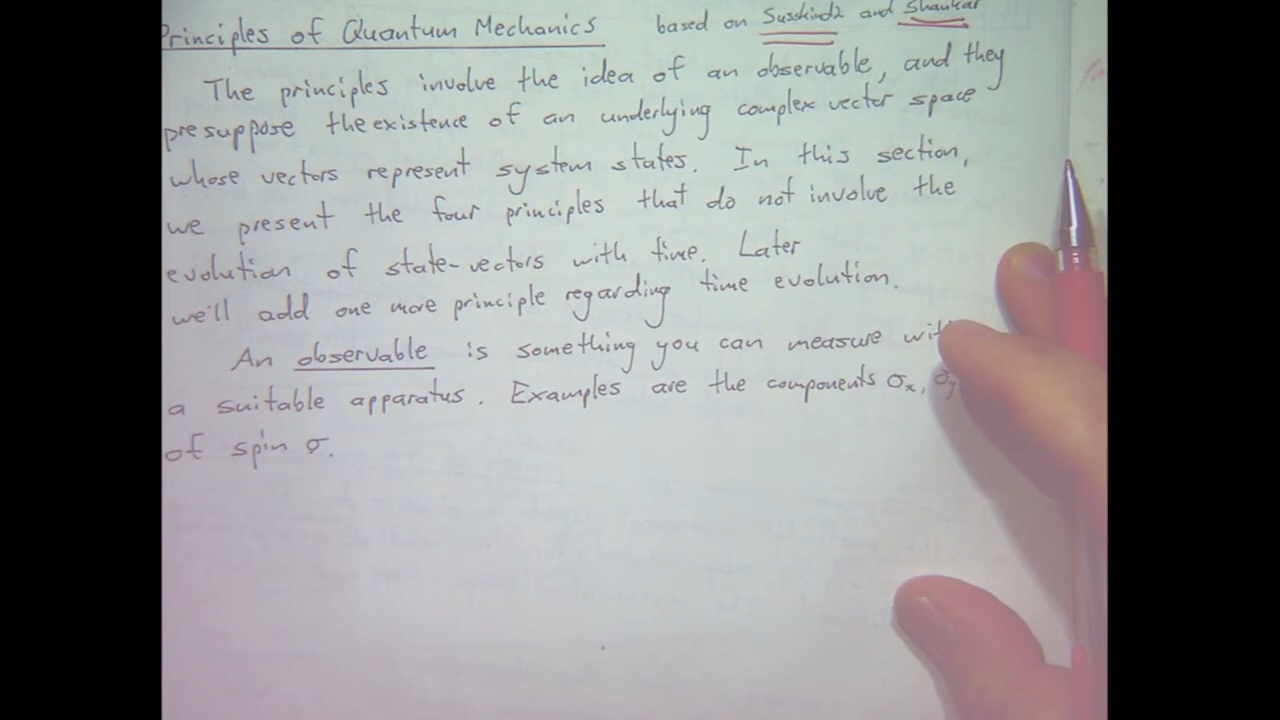 Principles of Quantum Mechanics based on Susskind2 and Shankar
The principles involve the idea of an observable, and they
presuppose the existence of an underlying complex vector space
whose vectors represent system states. In this section,
we present the four principles that do not involve the
evolution of state-vectors with time. Later
we'll add one more principle regarding time evolution.
An observable is something you can measure with
a suitable apparatus. Examples are the components σx, σy
of spin σ.